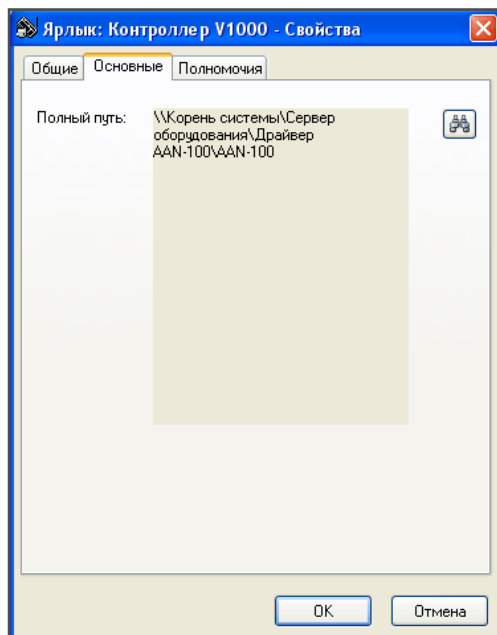 Ярлык: Контроллер V1000 - Свойства
Общие Основные Полномочия
Полный путь: \\Корень системы\Сервер
оборудования\Драйвер
AAN-100\AAN-100
OK Отмена